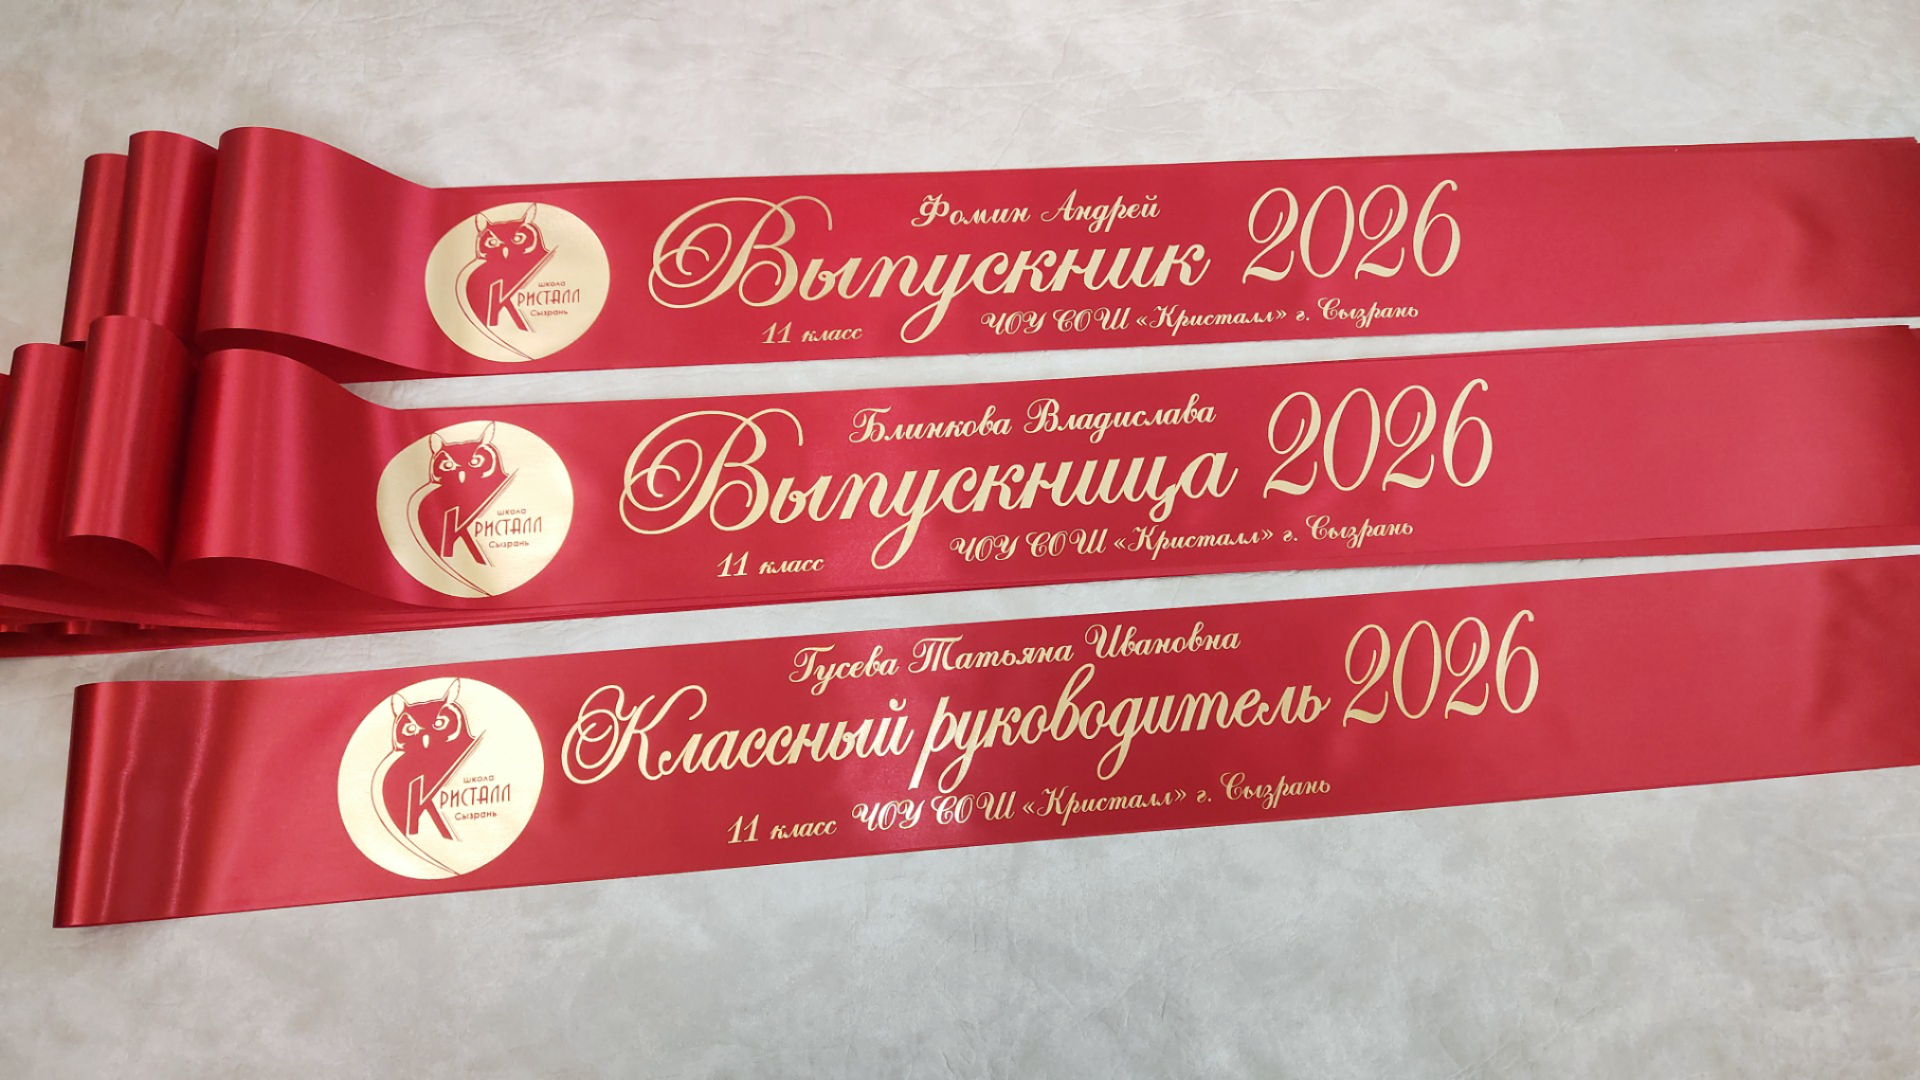 Фомин Андрей
Выпускник 2026
11 класс ЧОУ СОШ «Кристалл» г. Сызрань
школа
Кристалл
Сызрань
Блинкова Владислава
Выпускница 2026
11 класс ЧОУ СОШ «Кристалл» г. Сызрань
школа
Кристалл
Сызрань
Гусева Татьяна Ивановна
Классный руководитель 2026
11 класс ЧОУ СОШ «Кристалл» г. Сызрань
школа
Кристалл
Сызрань